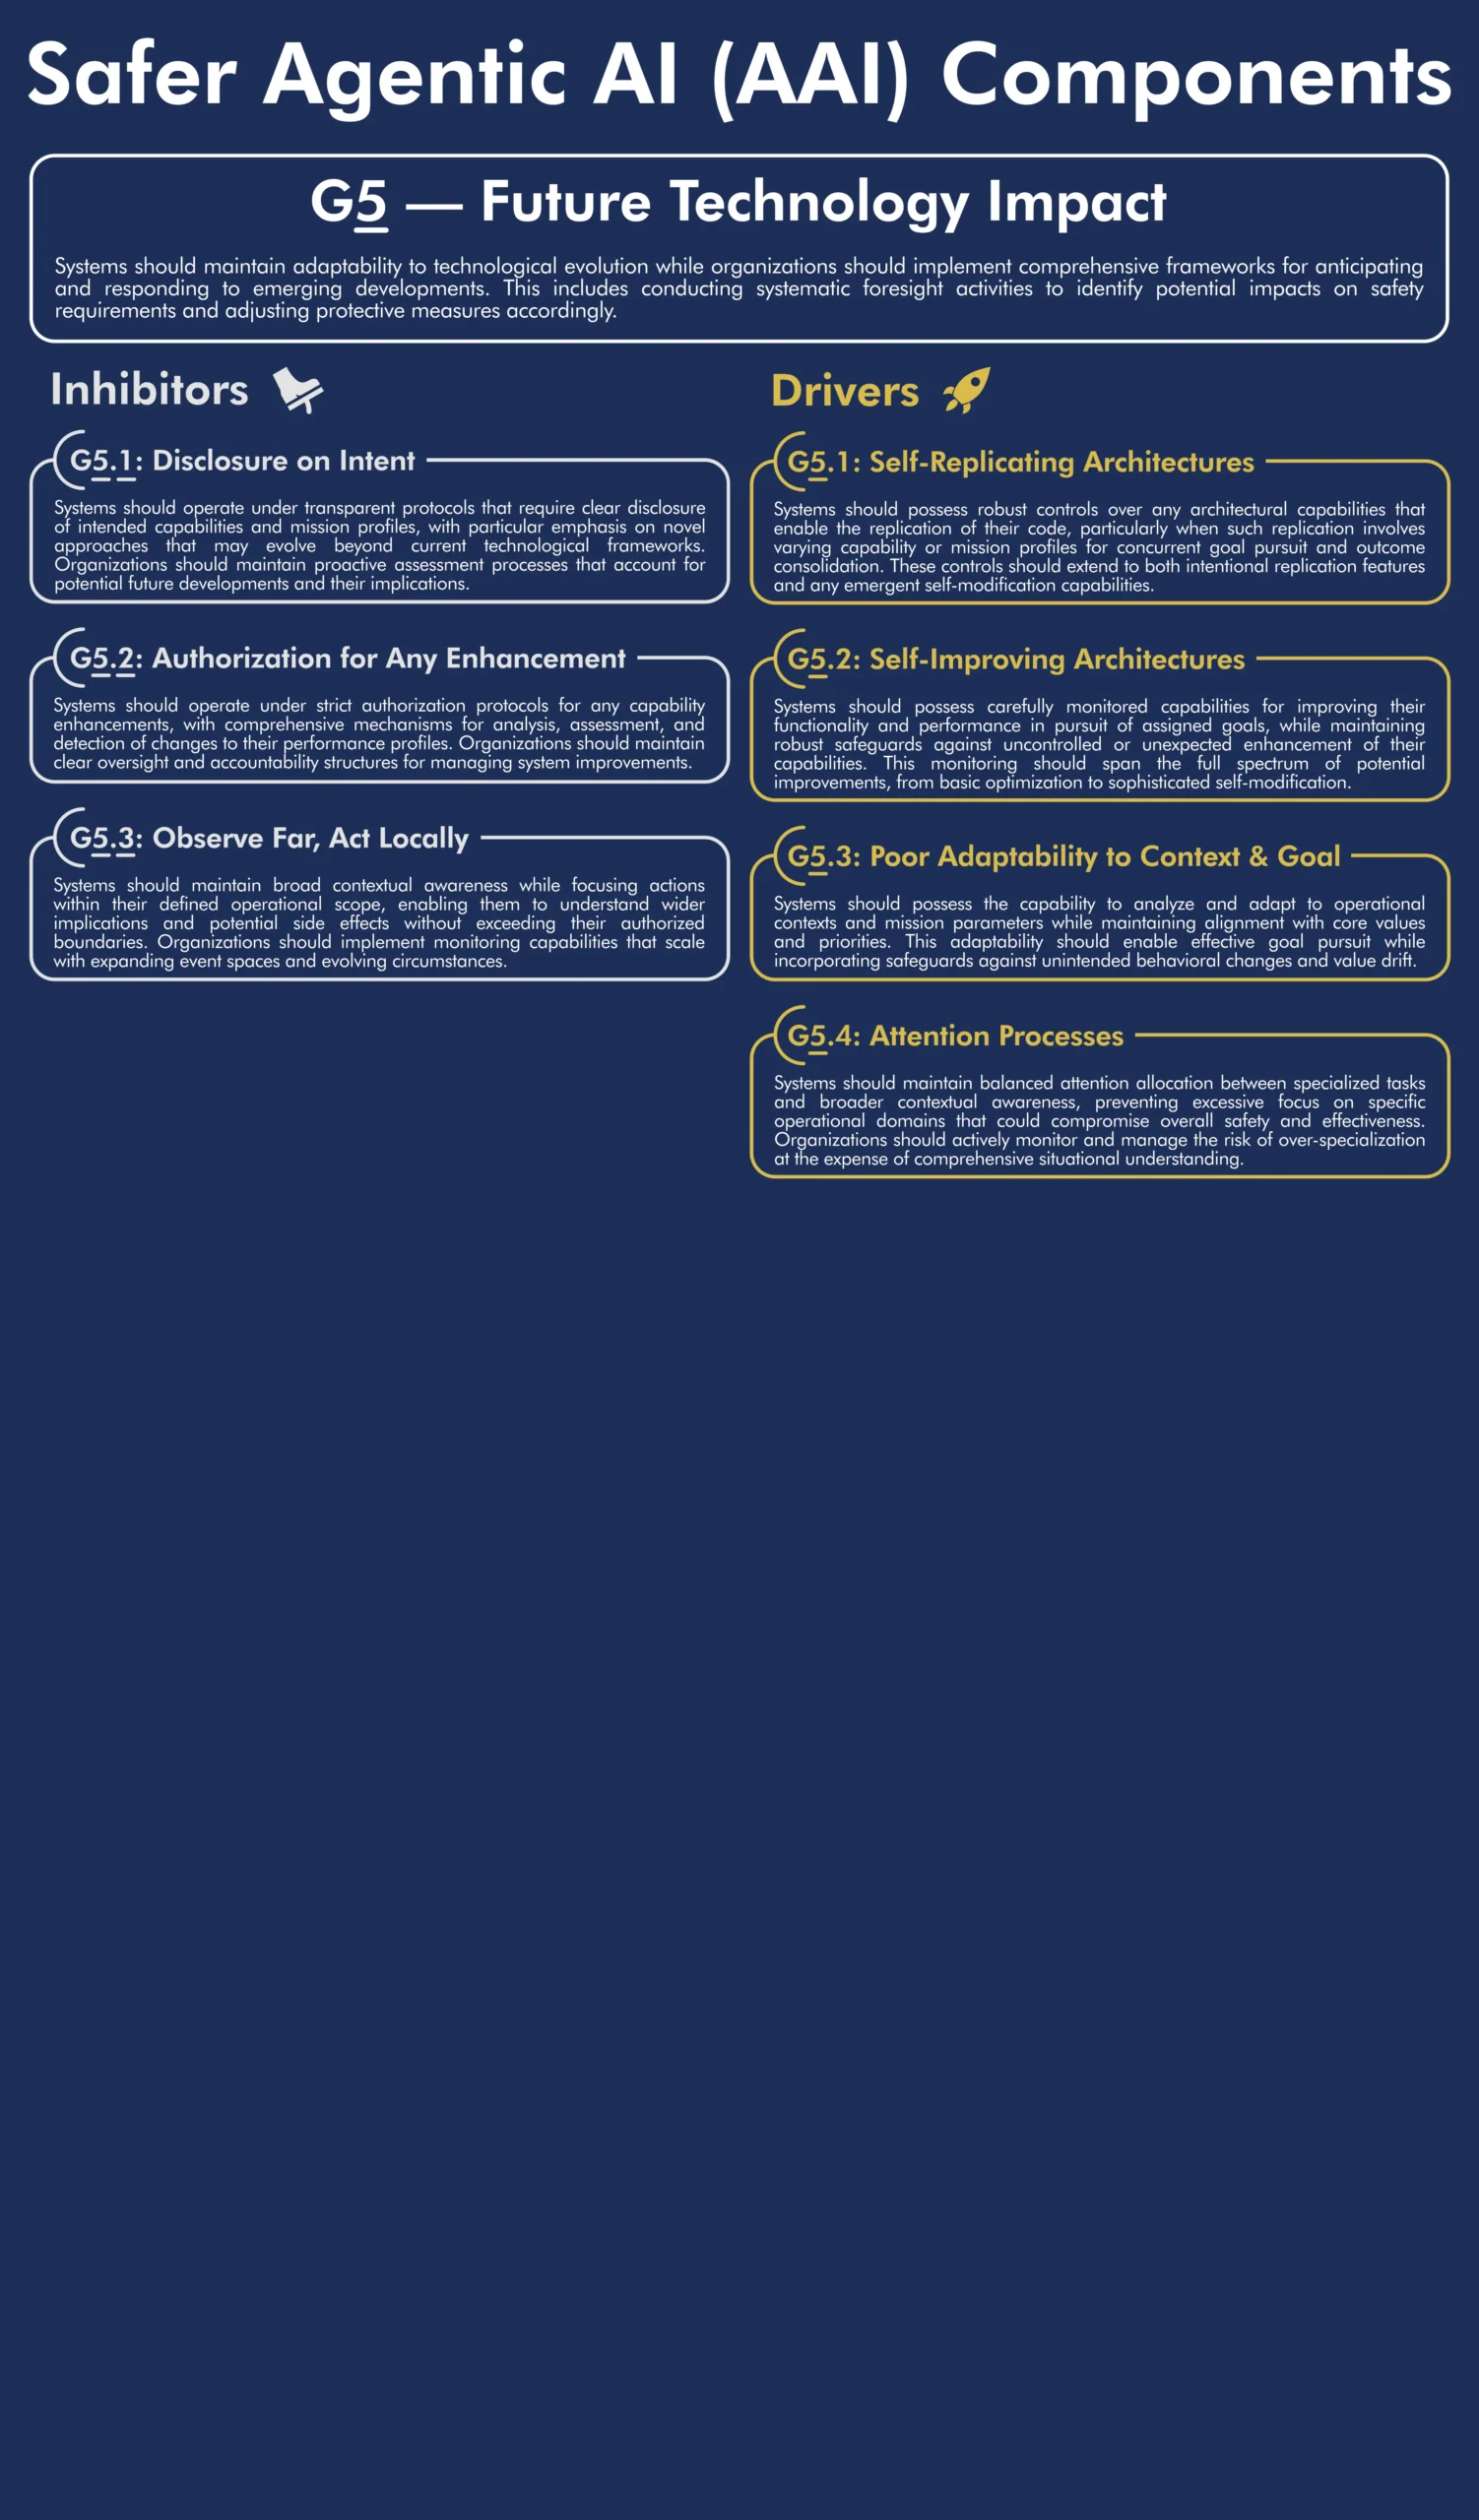 Safer Agentic AI (AAI) Components
G5 — Future Technology Impact
Systems should maintain adaptability to technological evolution while organizations should implement comprehensive frameworks for anticipating
and responding to emerging developments. This includes conducting systematic foresight activities to identify potential impacts on safety
requirements and adjusting protective measures accordingly.
Inhibitors
G5.1: Disclosure on Intent
Systems should operate under transparent protocols that require clear disclosure
of intended capabilities and mission profiles, with particular emphasis on novel
approaches that may evolve beyond current technological frameworks.
Organizations should maintain proactive assessment processes that account for
potential future developments and their implications.
G5.2: Authorization for Any Enhancement
Systems should operate under strict authorization protocols for any capability
enhancements, with comprehensive mechanisms for analysis, assessment, and
detection of changes to their performance profiles. Organizations should maintain
clear oversight and accountability structures for managing system improvements.
G5.3: Observe Far, Act Locally
Systems should maintain broad contextual awareness while focusing actions
within their defined operational scope, enabling them to understand wider
implications and potential side effects without exceeding their authorized
boundaries. Organizations should implement monitoring capabilities that scale
with expanding event spaces and evolving circumstances.
Drivers
G5.1: Self-Replicating Architectures
Systems should possess robust controls over any architectural capabilities that
enable the replication of their code, particularly when such replication involves
varying capability or mission profiles for concurrent goal pursuit and outcome
consolidation. These controls should extend to both intentional replication features
and any emergent self-modification capabilities.
G5.2: Self-Improving Architectures
Systems should possess carefully monitored capabilities for improving their
functionality and performance in pursuit of assigned goals, while maintaining
robust safeguards against uncontrolled or unexpected enhancement of their
capabilities. This monitoring should span the full spectrum of potential
improvements, from basic optimization to sophisticated self-modification.
G5.3: Poor Adaptability to Context & Goal
Systems should possess the capability to analyze and adapt to operational
contexts and mission parameters while maintaining alignment with core values
and priorities. This adaptability should enable effective goal pursuit while
incorporating safeguards against unintended behavioral changes and value drift.
G5.4: Attention Processes
Systems should maintain balanced attention allocation between specialized tasks
and broader contextual awareness, preventing excessive focus on specific
operational domains that could compromise overall safety and effectiveness.
Organizations should actively monitor and manage the risk of over-specialization
at the expense of comprehensive situational understanding.